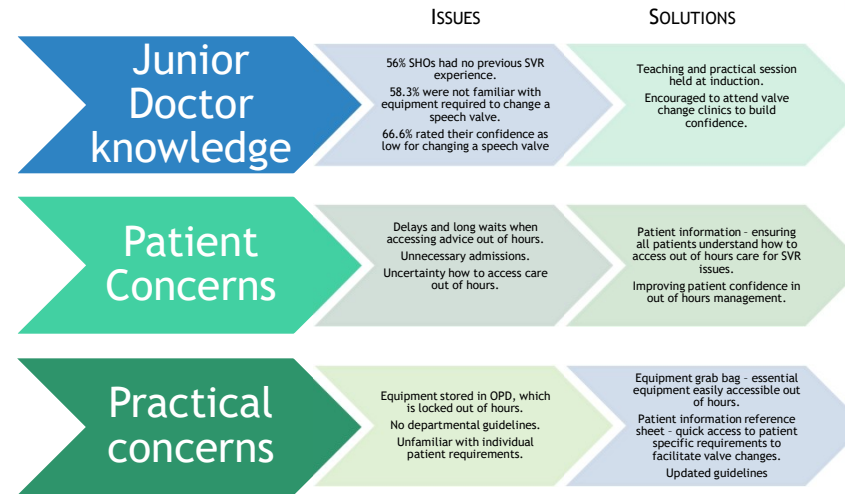 ISSUES
SOLUTIONS
Junior
Doctor
knowledge
56% SHOs had no previous SVR
experience.
58.3% were not familiar with
equipment required to change a
speech valve.
66.6% rated their confidence as
low for changing a speech valve
Teaching and practical session
held at induction.
Encouraged to attend valve
change clinics to build
confidence.
Patient
Concerns
Delays and long waits when
accessing advice out of hours.
Unnecessary admissions.
Uncertainty how to access care
out of hours.
Patient information – ensuring
all patients understand how to
access out of hours care for SVR
issues.
Improving patient confidence in
out of hours management.
Practical
concerns
Equipment stored in OPD, which
is locked out of hours.
No departmental guidelines.
Unfamiliar with individual
patient requirements.
Equipment grab bag – essential
equipment easily accessible out
of hours.
Patient information reference
sheet – quick access to patient
specific requirements to
facilitate valve changes.
Updated guidelines